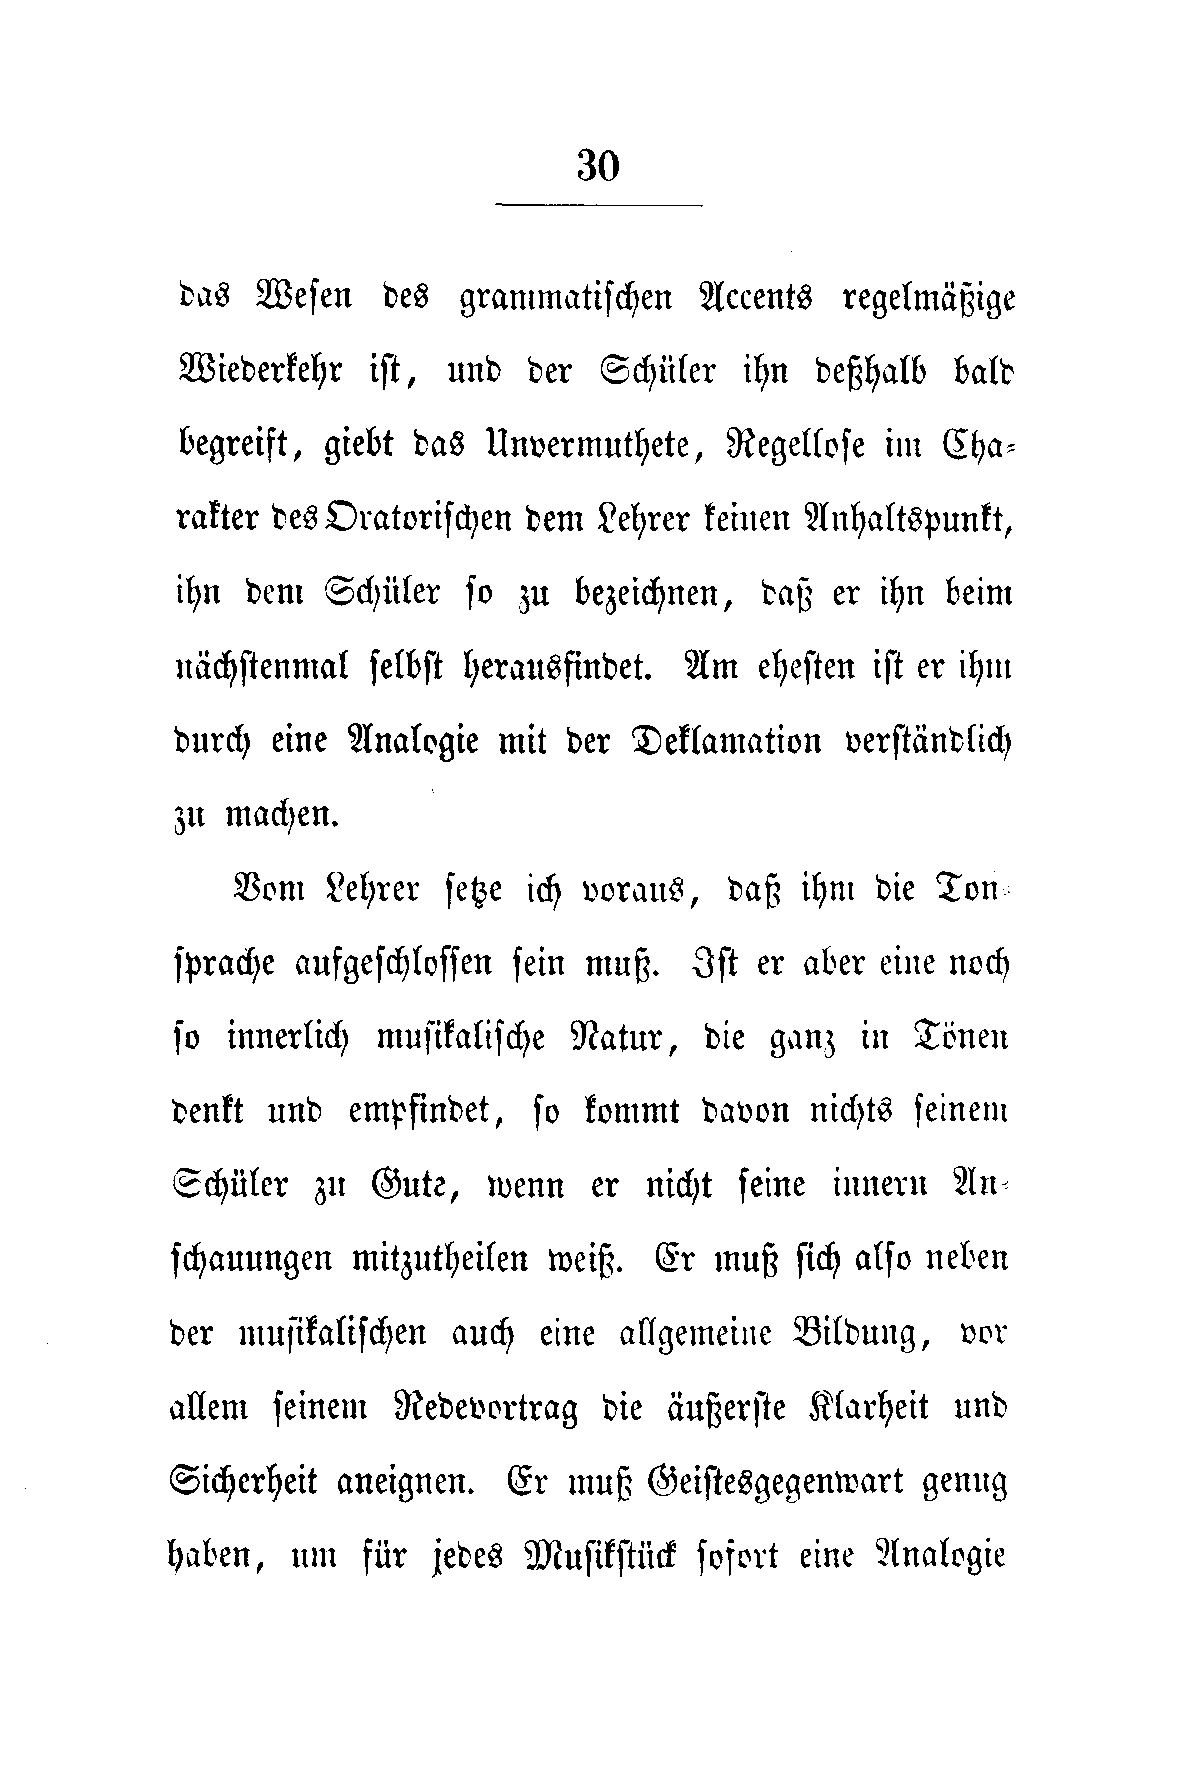 30
das Wesen des grammatischen Accents regelmäßige
Wiederkehr ist, und der Schüler ihn deßhalb bald
begreift, giebt das Unvermuthete, Regellose im Cha-
rakter des Oratorischen dem Lehrer keinen Anhaltspunkt,
ihn dem Schüler so zu bezeichnen, daß er ihn beim
nächstenmal selbst herausfindet. Am ehesten ist er ihm
durch eine Analogie mit der Deklamation verständlich
zu machen.
Vom Lehrer setze ich voraus, daß ihm die Ton-
sprache aufgeschlossen sein muß. Ist er aber eine noch
so innerlich musikalische Natur, die ganz in Tönen
denkt und empfindet, so kommt davon nichts seinem
Schüler zu Gute, wenn er nicht seine innern An-
schauungen mitzutheilen weiß. Er muß sich also neben
der musikalischen auch eine allgemeine Bildung, vor
allem seinem Redevortrag die äußerste Klarheit und
Sicherheit aneignen. Er muß Geistesgegenwart genug
haben, um für jedes Musikstück sofort eine Analogie